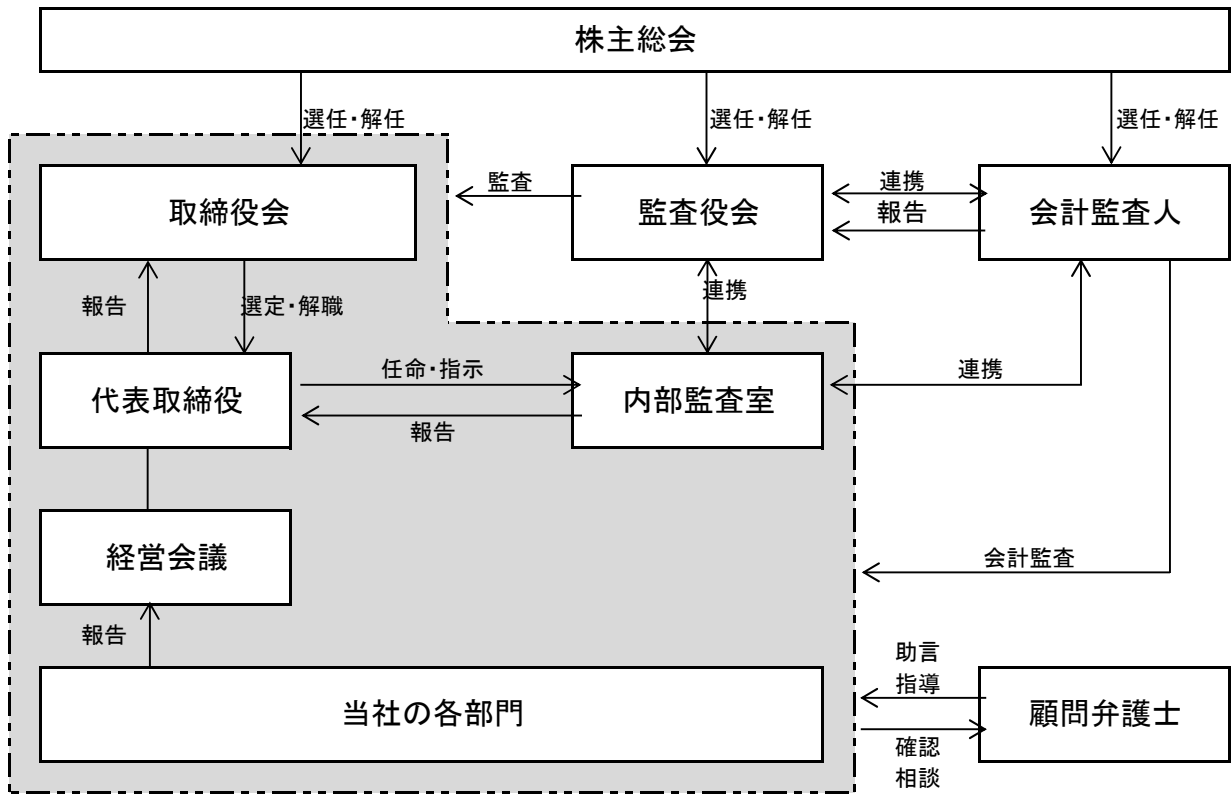 株主総会
選任・解任
選任・解任
選任・解任
取締役会
監査
監査役会
連携
報告
会計監査人
報告
選定・解職
連携
代表取締役
任命・指示
報告
内部監査室
連携
経営会議
会計監査
報告
当社の各部門
助言
指導
確認
相談
顧問弁護士